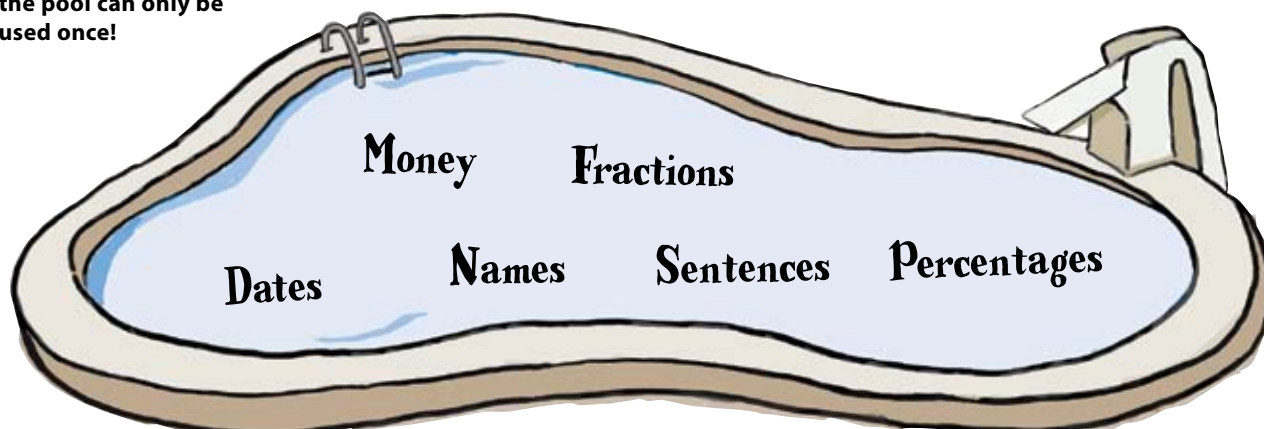 the pool can only be
used once!
Money Fractions
Dates Names Sentences Percentages